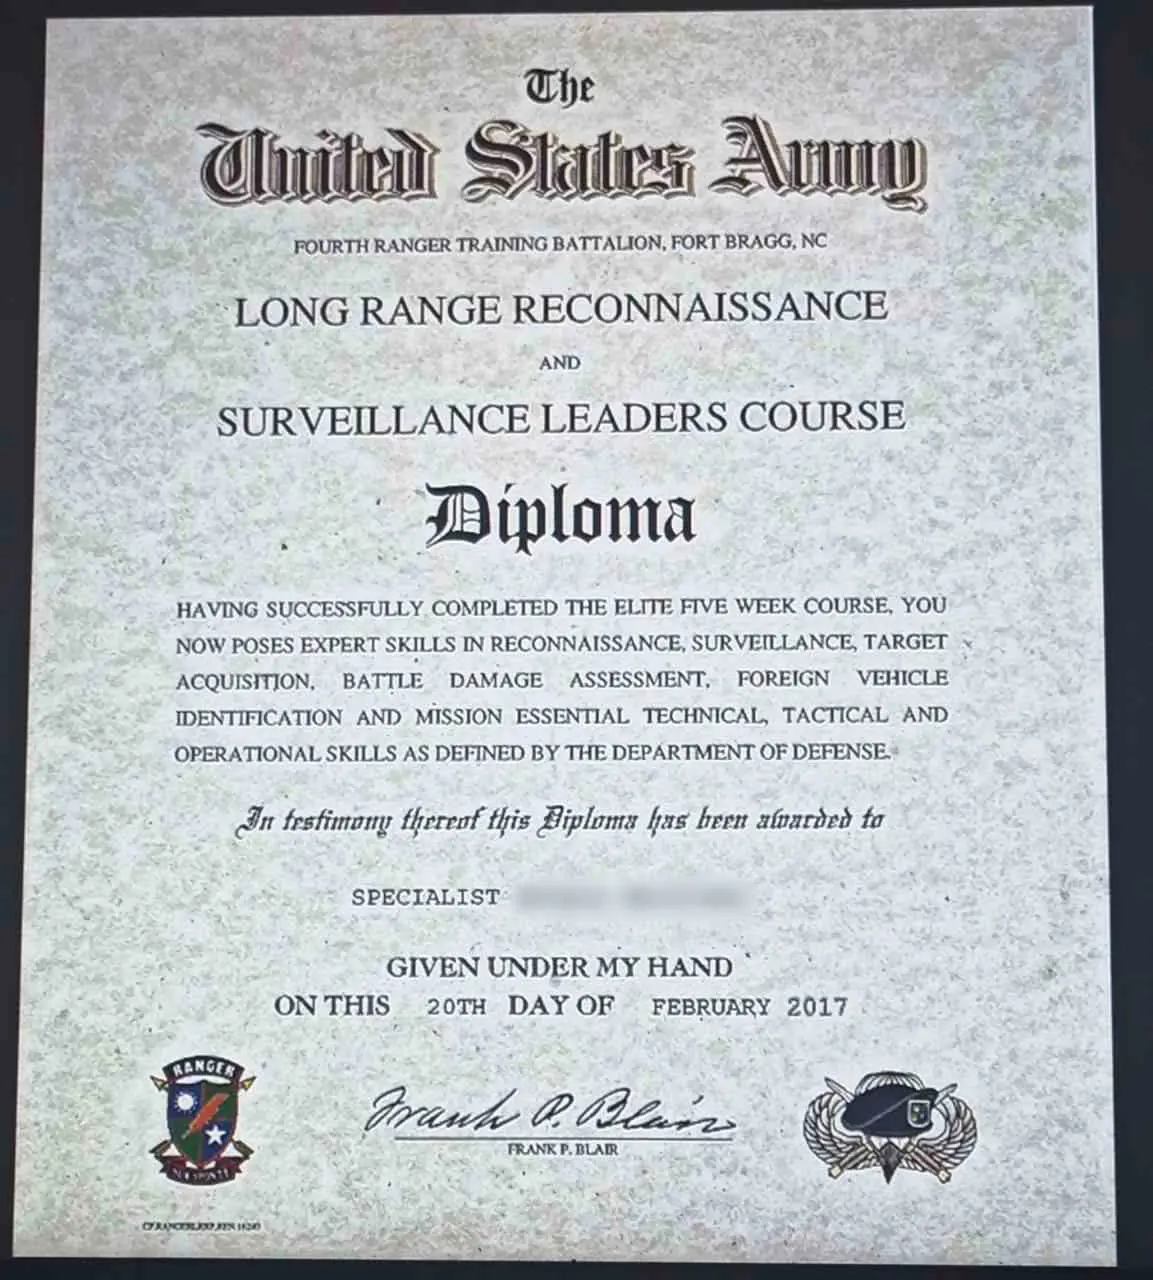 The
United States Army
FOURTH RANGER TRAINING BATTALION, FORT BRAGG, NC
LONG RANGE RECONNAISSANCE
AND
SURVEILLANCE LEADERS COURSE
Diploma
HAVING SUCCESSFULLY COMPLETED THE ELITE FIVE WEEK COURSE, YOU
NOW POSES EXPERT SKILLS IN RECONNAISSANCE, SURVEILLANCE, TARGET
ACQUISITION, BATTLE DAMAGE ASSESSMENT, FOREIGN VEHICLE
IDENTIFICATION AND MISSION ESSENTIAL TECHNICAL, TACTICAL AND
OPERATIONAL SKILLS AS DEFINED BY THE DEPARTMENT OF DEFENSE.
In testimony thereof this Diploma has been awarded to
SPECIALIST
GIVEN UNDER MY HAND
ON THIS 20TH DAY OF FEBRUARY 2017
RANGER
Frank P. Blair
FRANK P. BLAIR